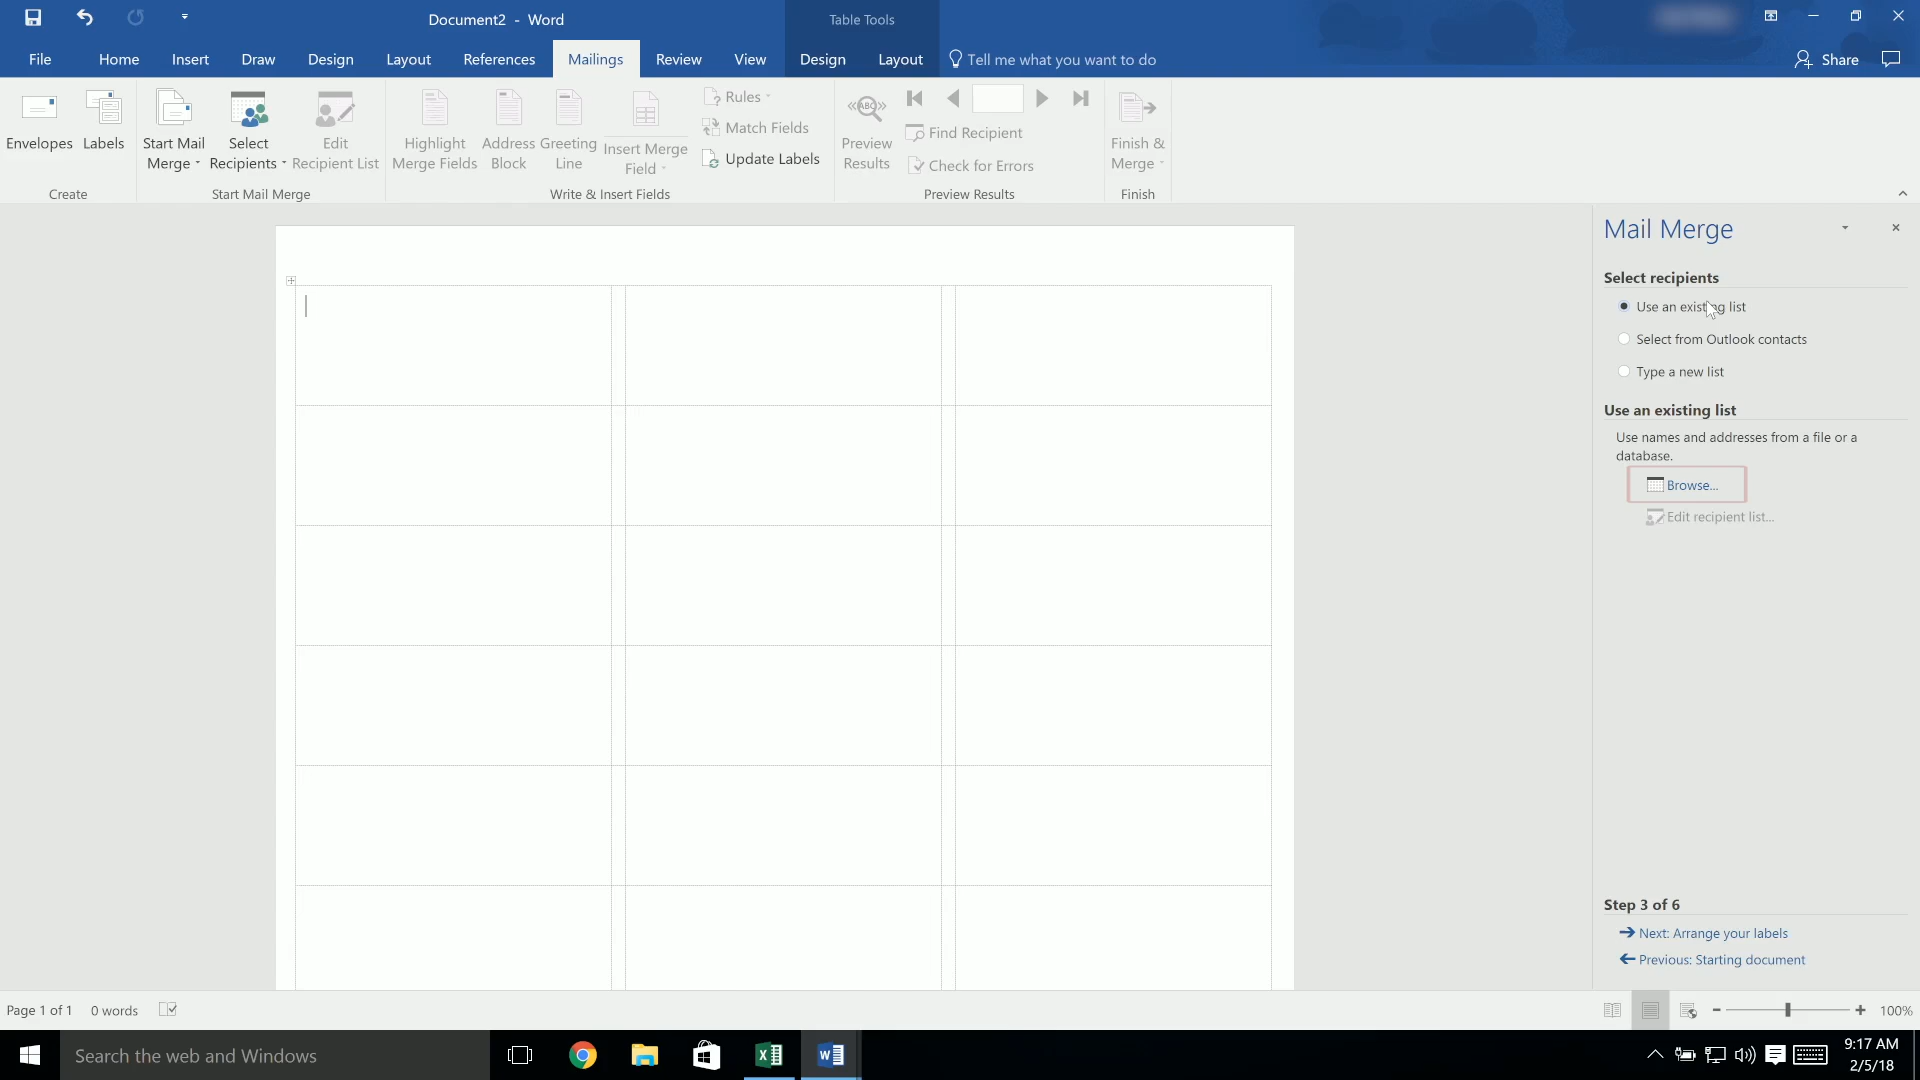 Document2 - Word
Table Tools
File Home Insert Draw Design Layout References Mailings Review View Design Layout Tell me what you want to do Share
Envelopes
Labels
Start Mail
Merge
Select
Recipients
Edit
Recipient List
Highlight
Merge Fields
Address
Block
Greeting
Line
Insert Merge
Field
Rules
Match Fields
Update Labels
ABC
Preview
Results
Find Recipient
Check for Errors
Finish &
Merge
Create
Start Mail Merge
Write & Insert Fields
Preview Results
Finish
Mail Merge
Select recipients
Use an existing list
Select from Outlook contacts
Type a new list
Use an existing list
Use names and addresses from a file or a
database.
Browse...
Edit recipient list...
Step 3 of 6
Next: Arrange your labels
Previous: Starting document
Page 1 of 1 0 words
100%
Search the web and Windows
9:17 AM
2/5/18